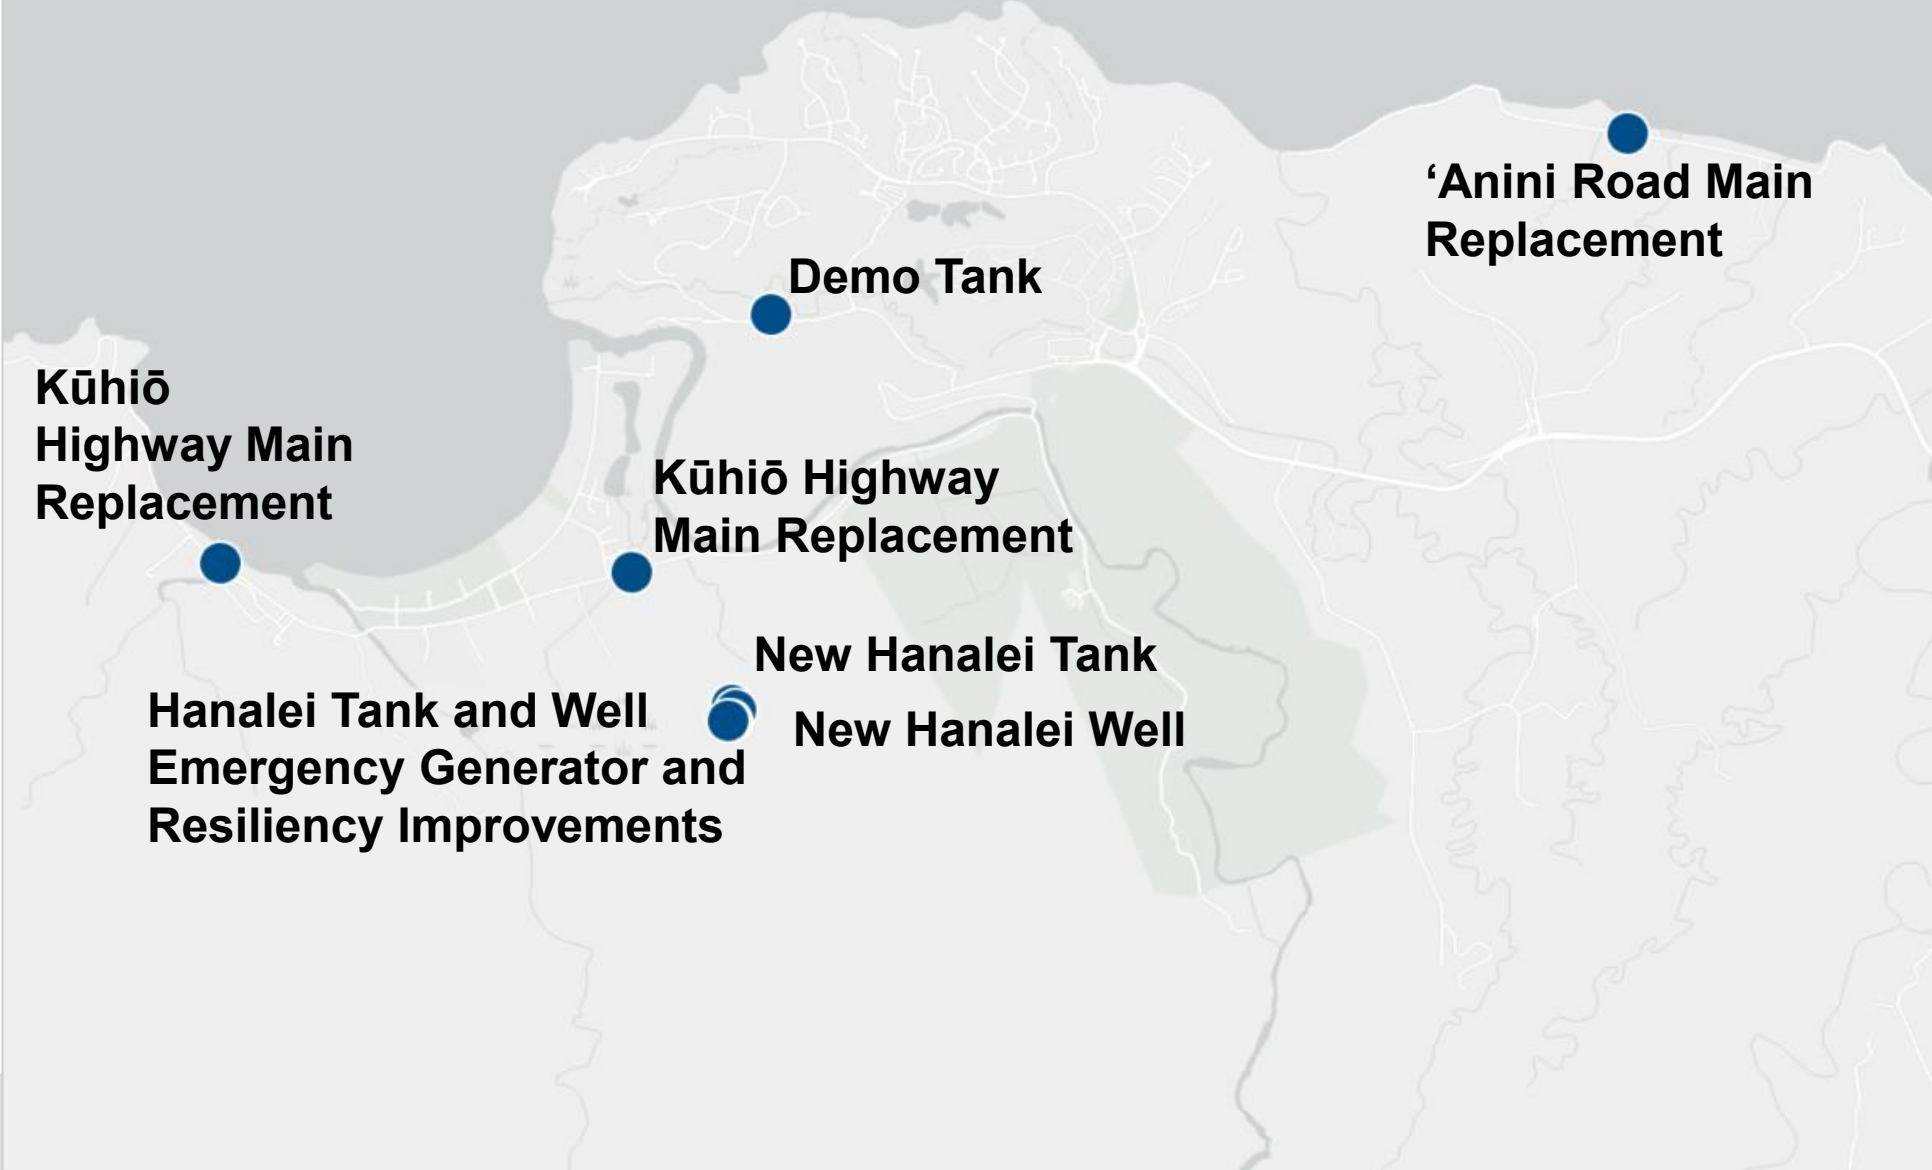 ‘Anini Road Main
Replacement
Demo Tank
Kūhiō
Highway Main
Replacement
Kūhiō Highway
Main Replacement
New Hanalei Tank
Hanalei Tank and Well
Emergency Generator and
Resiliency Improvements
New Hanalei Well